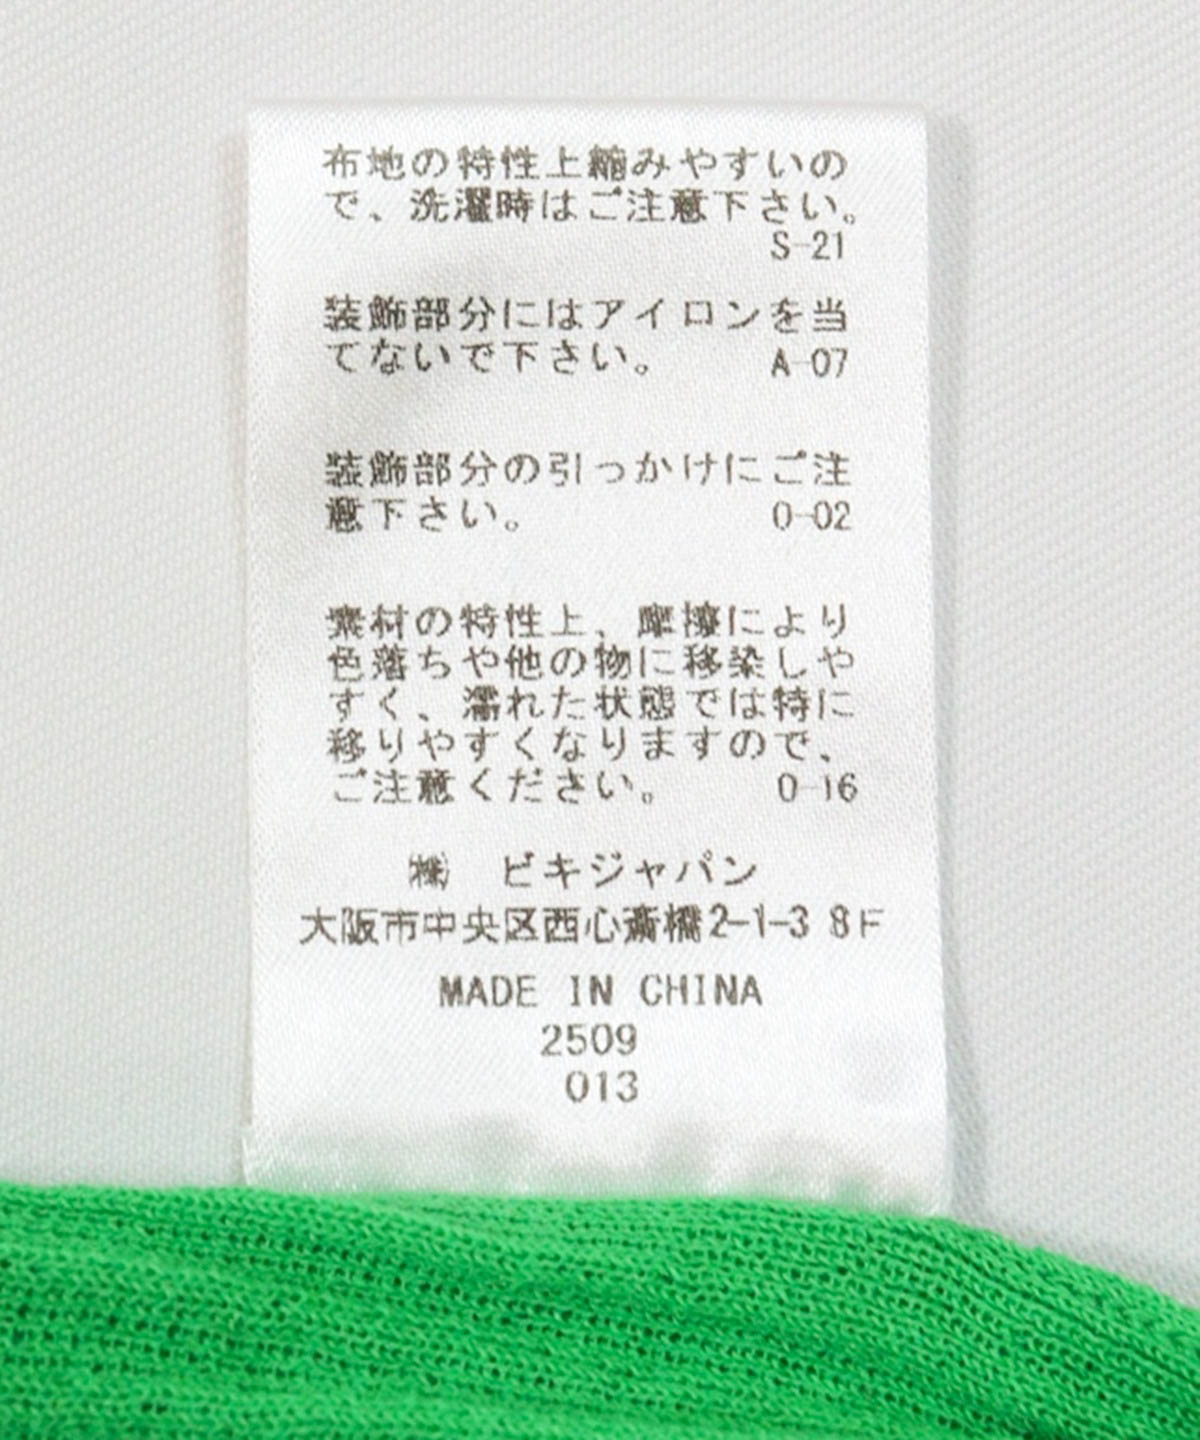 布地の特性上縮みやすいの
で、洗濯時はご注意下さい。
S-21
装飾部分にはアイロンを当
てないで下さい。 A-07
装飾部分の引っかけにご注
意下さい。 O-02
素材の特性上、摩擦により
色落ちや他の物に移染しや
すく、濡れた状態では特に
移りやすくなりますので、
ご注意ください。 O-16
㈱ ビキジャパン
大阪市中央区西心斎橋2-1-3 8F
MADE IN CHINA
2509
013